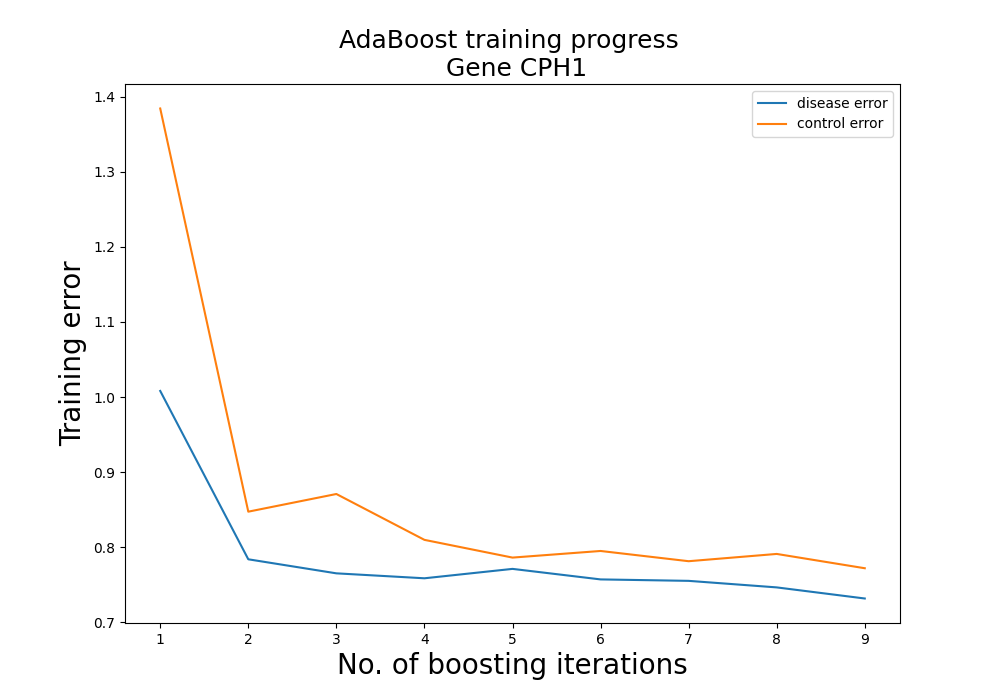 AdaBoost training progress
Gene CPH1
disease error
control error
1.4
1.3
1.2
1.1
1.0
0.9
0.8
0.7
Training error
1 2 3 4 5 6 7 8 9
No. of boosting iterations